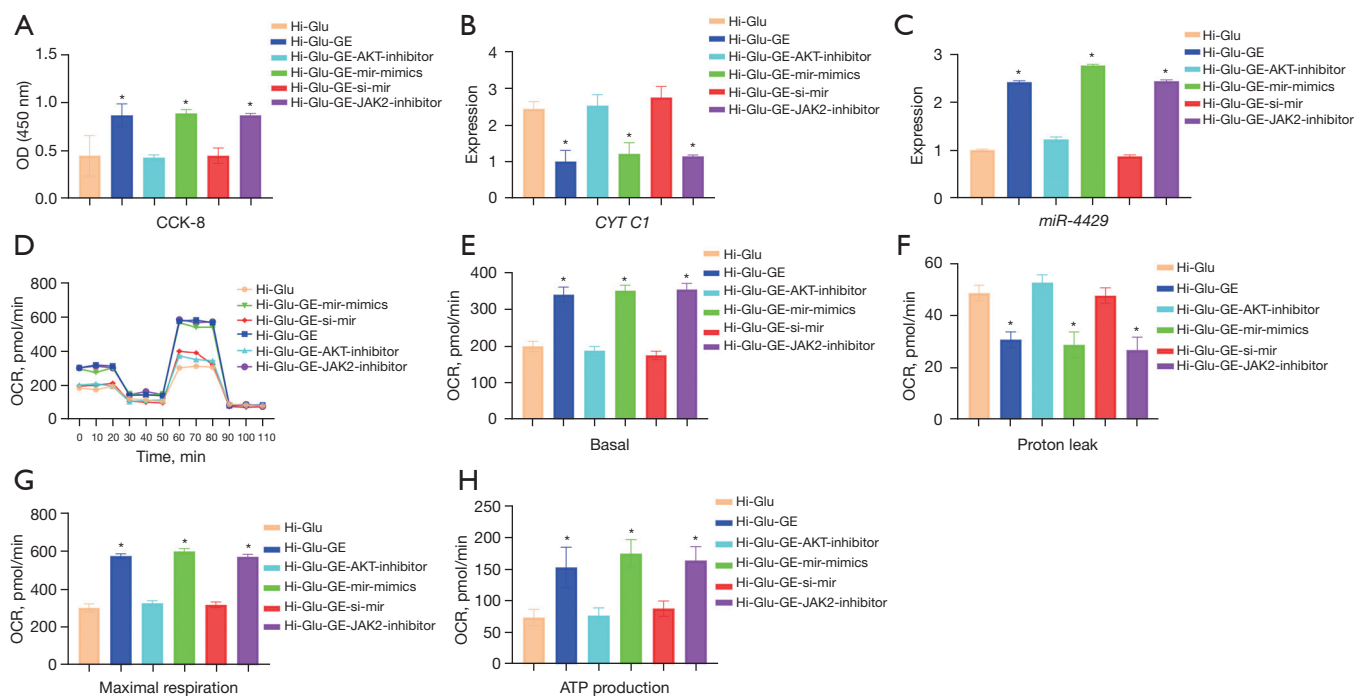 A
1.5
1.0
0.5
0.0
OD (450 nm)
* * *
CCK-8
Hi-Glu
Hi-Glu-GE
Hi-Glu-GE-AKT-inhibitor
Hi-Glu-GE-mir-mimics
Hi-Glu-GE-si-mir
Hi-Glu-GE-JAK2-inhibitor
B
4
3
2
1
0
Expression
* * *
CYT C1
Hi-Glu
Hi-Glu-GE
Hi-Glu-GE-AKT-inhibitor
Hi-Glu-GE-mir-mimics
Hi-Glu-GE-si-mir
Hi-Glu-GE-JAK2-inhibitor
C
3
2
1
0
Expression
* * *
miR-4429
Hi-Glu
Hi-Glu-GE
Hi-Glu-GE-AKT-inhibitor
Hi-Glu-GE-mir-mimics
Hi-Glu-GE-si-mir
Hi-Glu-GE-JAK2-inhibitor
D
800
600
400
200
0
OCR, pmol/min
0 10 20 30 40 50 60 70 80 90 100 110
Time, min
Hi-Glu
Hi-Glu-GE-mir-mimics
Hi-Glu-GE-si-mir
Hi-Glu-GE
Hi-Glu-GE-AKT-inhibitor
Hi-Glu-GE-JAK2-inhibitor
E
400
300
200
100
0
OCR, pmol/min
* * *
Basal
Hi-Glu
Hi-Glu-GE
Hi-Glu-GE-AKT-inhibitor
Hi-Glu-GE-mir-mimics
Hi-Glu-GE-si-mir
Hi-Glu-GE-JAK2-inhibitor
F
60
40
20
0
OCR, pmol/min
* * *
Proton leak
Hi-Glu
Hi-Glu-GE
Hi-Glu-GE-AKT-inhibitor
Hi-Glu-GE-mir-mimics
Hi-Glu-GE-si-mir
Hi-Glu-GE-JAK2-inhibitor
G
800
600
400
600
0
OCR, pmol/min
* * *
Maximal respiration
Hi-Glu
Hi-Glu-GE
Hi-Glu-GE-AKT-inhibitor
Hi-Glu-GE-mir-mimics
Hi-Glu-GE-si-mir
Hi-Glu-GE-JAK2-inhibitor
H
250
200
150
100
50
0
OCR, pmol/min
* * *
ATP production
Hi-Glu
Hi-Glu-GE
Hi-Glu-GE-AKT-inhibitor
Hi-Glu-GE-mir-mimics
Hi-Glu-GE-si-mir
Hi-Glu-GE-JAK2-inhibitor